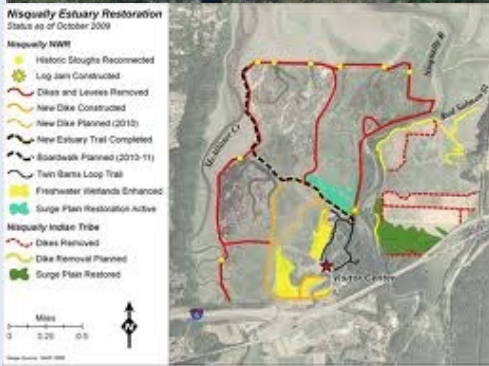 Nisqually Estuary Restoration
Status as of October 2009
Nisqually NWR
Historic Sloughs Reconnected
Log Jam Constructed
Dikes and Levees Removed
New Dike Constructed
New Dike Planned (2010)
New Estuary Trail Completed
Boardwalk Planned (2010-11)
Twin Barns Loop Trail
Freshwater Wetlands Enhanced
Surge Plain Restoration Active
Nisqually Indian Tribe
Dikes Removed
Dike Removal Planned
Surge Plain Restored
Miles
0 0.25 0.5
N
McAllister Cr
Nisqually R
Red Salmon Sl
Visitor Center